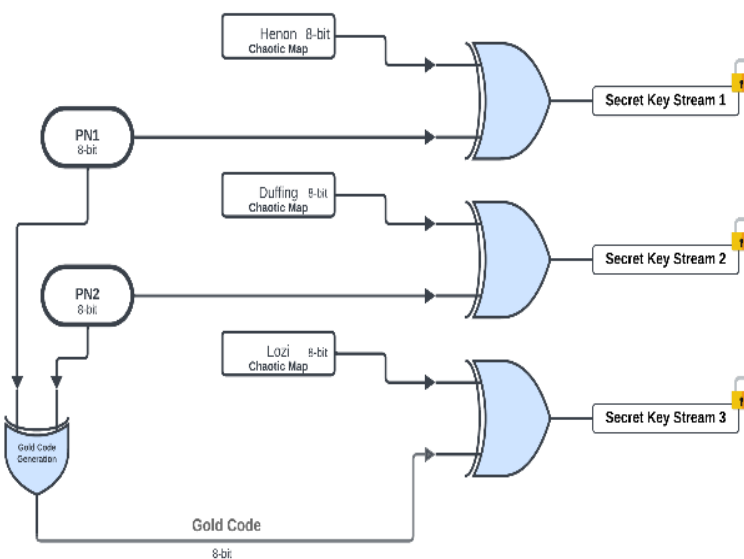 Henon 8-bit
Chaotic Map
Secret Key Stream 1
PN1
8-bit
Duffing 8-bit
Chaotic Map
Secret Key Stream 2
PN2
8-bit
Lozi 8-bit
Chaotic Map
Secret Key Stream 3
Gold Code
Generation
Gold Code
8-bit